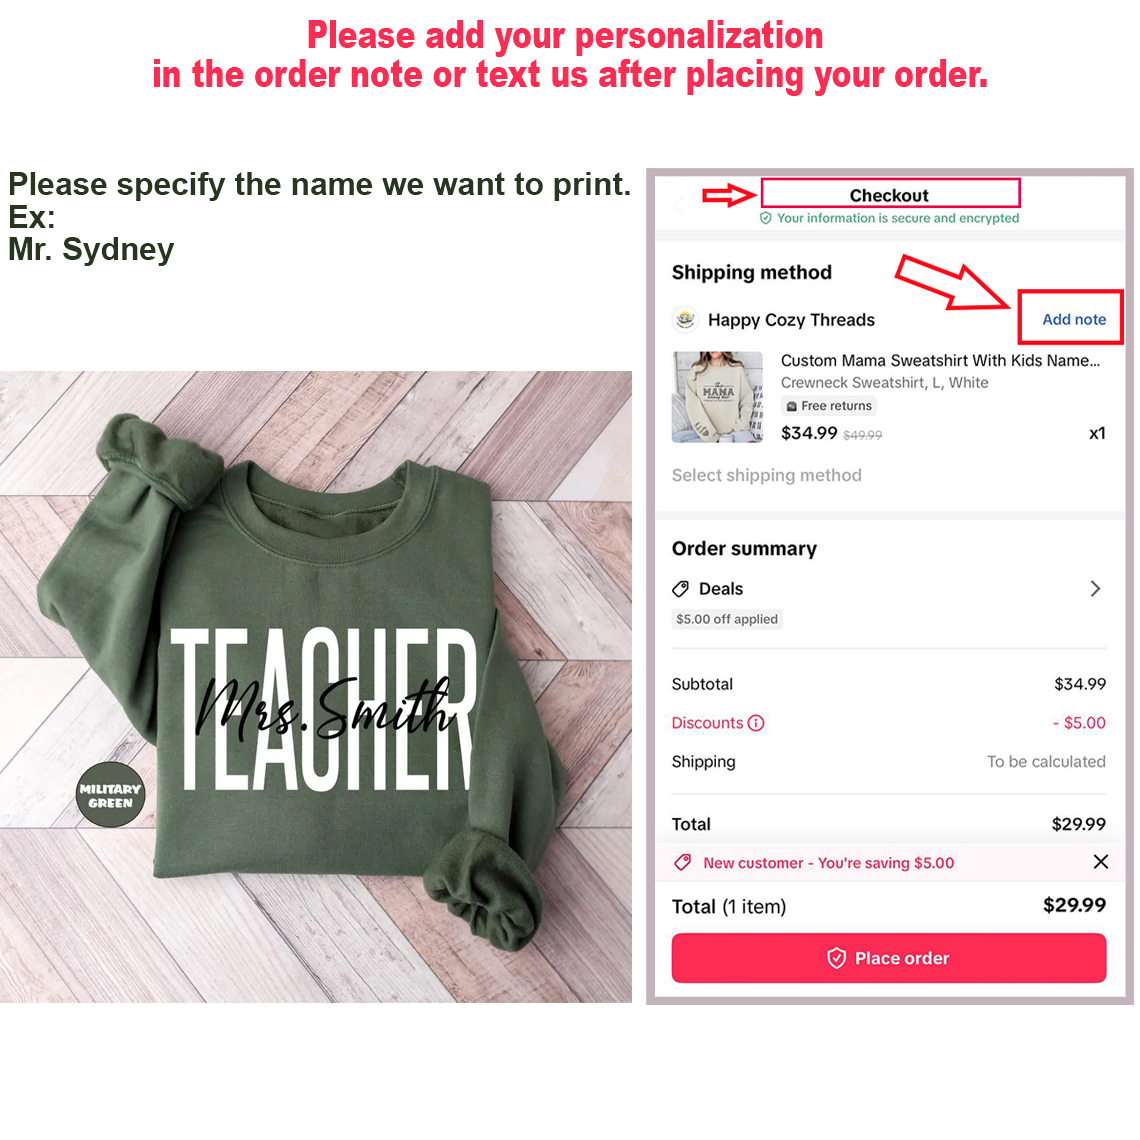 Please add your personalization
in the order note or text us after placing your order.
Please specify the name we want to print.
Ex:
Mr. Sydney
TEACHER
Mrs. Smith
MILITARY
GREEN
Checkout
Your information is secure and encrypted
Shipping method
Happy Cozy Threads
Add note
Custom Mama Sweatshirt With Kids Name...
Crewneck Sweatshirt, L, White
Free returns
$34.99 $49.99
x1
MAMA
Select shipping method
Order summary
Deals
$5.00 off applied
Subtotal
$34.99
Discounts
- $5.00
Shipping
To be calculated
Total
$29.99
New customer - You're saving $5.00
Total (1 item)
$29.99
Place order